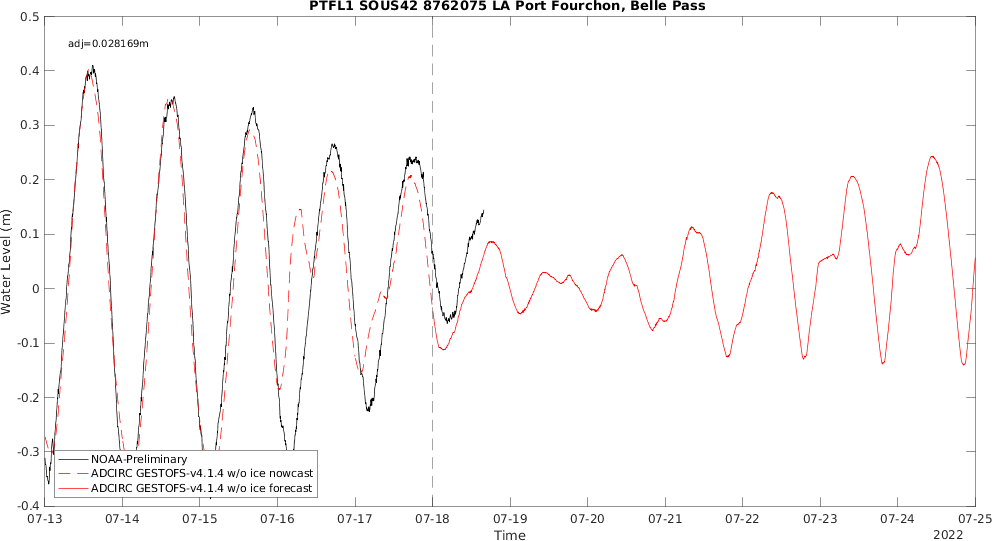 PTFL1 SOUS42 8762075 LA Port Fourchon, Belle Pass
adj=0.028169m
0.5
0.4
0.3
0.2
0.1
0
-0.1
-0.2
-0.3
-0.4
Water Level (m)
NOAA-Preliminary
ADCIRC GESTOFS-v4.1.4 w/o ice nowcast
ADCIRC GESTOFS-v4.1.4 w/o ice forecast
07-13 07-14 07-15 07-16 07-17 07-18 07-19 07-20 07-21 07-22 07-23 07-24 07-25
Time
2022